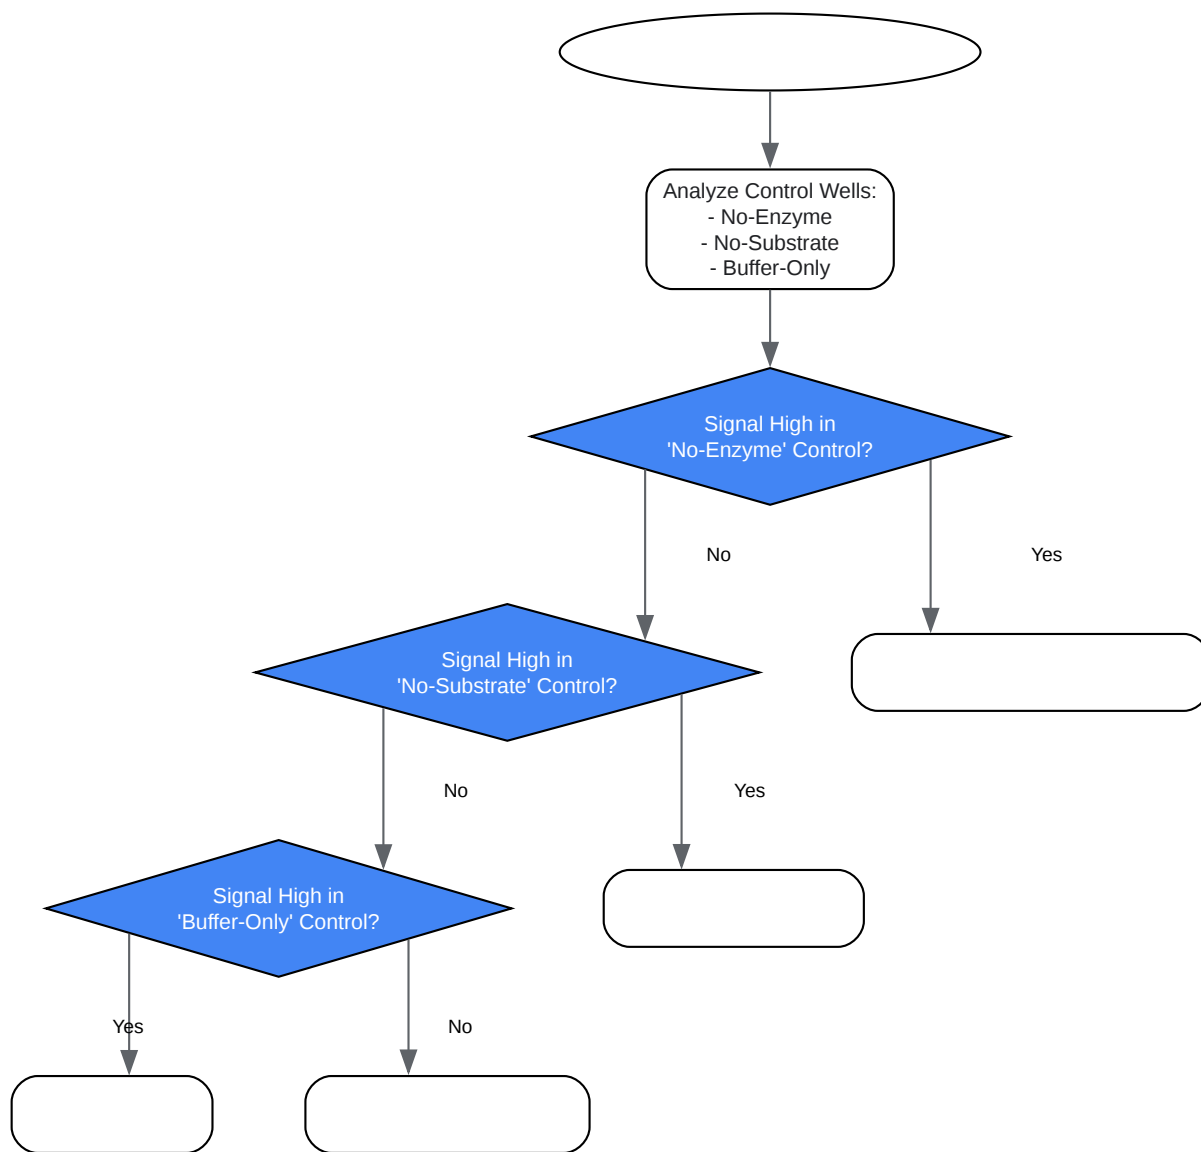 Analyze Control Wells:
- No-Enzyme
- No-Substrate
- Buffer-Only
Signal High in
'No-Enzyme' Control?
No
Yes
Signal High in
'No-Substrate' Control?
No
Yes
Signal High in
'Buffer-Only' Control?
Yes
No